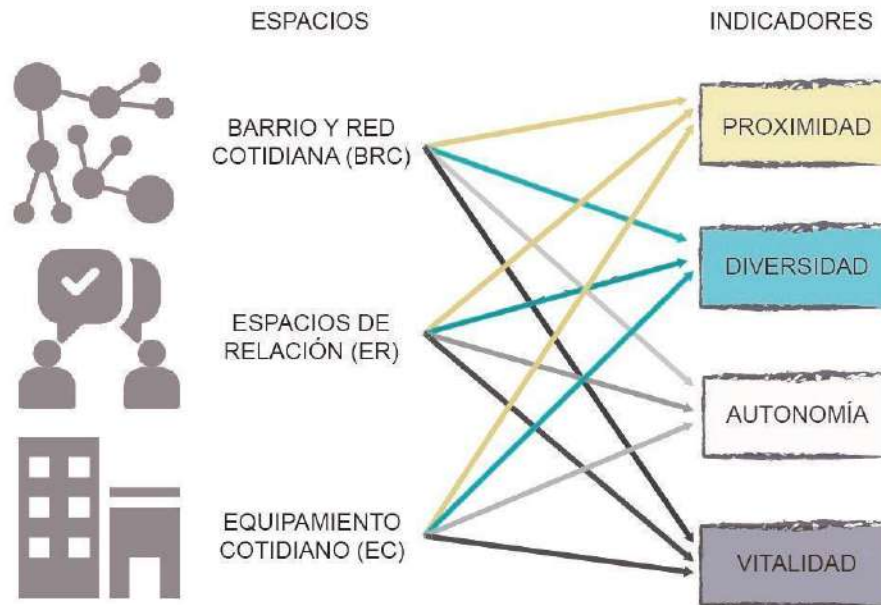 ESPACIOS
INDICADORES
BARRIO Y RED
COTIDIANA (BRC)
PROXIMIDAD
DIVERSIDAD
ESPACIOS DE
RELACIÓN (ER)
AUTONOMÍA
EQUIPAMIENTO
COTIDIANO (EC)
VITALIDAD